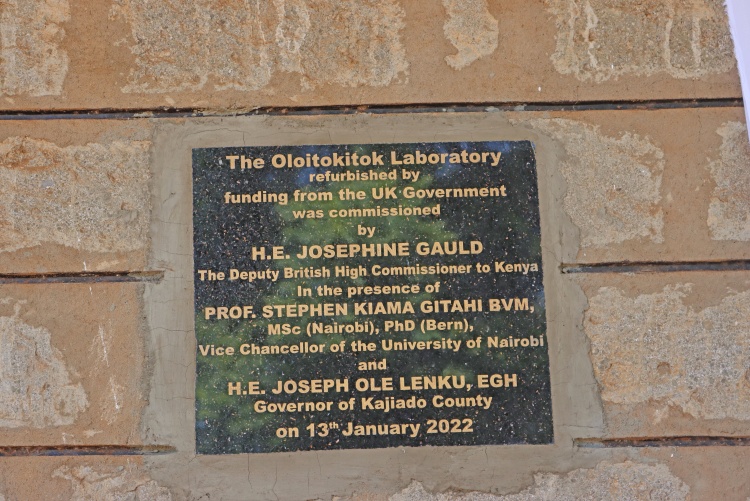 The Oloitokitok Laboratory
refurbished by
funding from the UK Government
was commissioned
by
H.E. JOSEPHINE GAULD
The Deputy British High Commissioner to Kenya
In the presence of
PROF. STEPHEN KIAMA GITAHI BVM,
MSc (Nairobi), PhD (Bern),
Vice Chancellor of the University of Nairobi
and
H.E. JOSEPH OLE LENKU, EGH
Governor of Kajiado County
on 13th January 2022